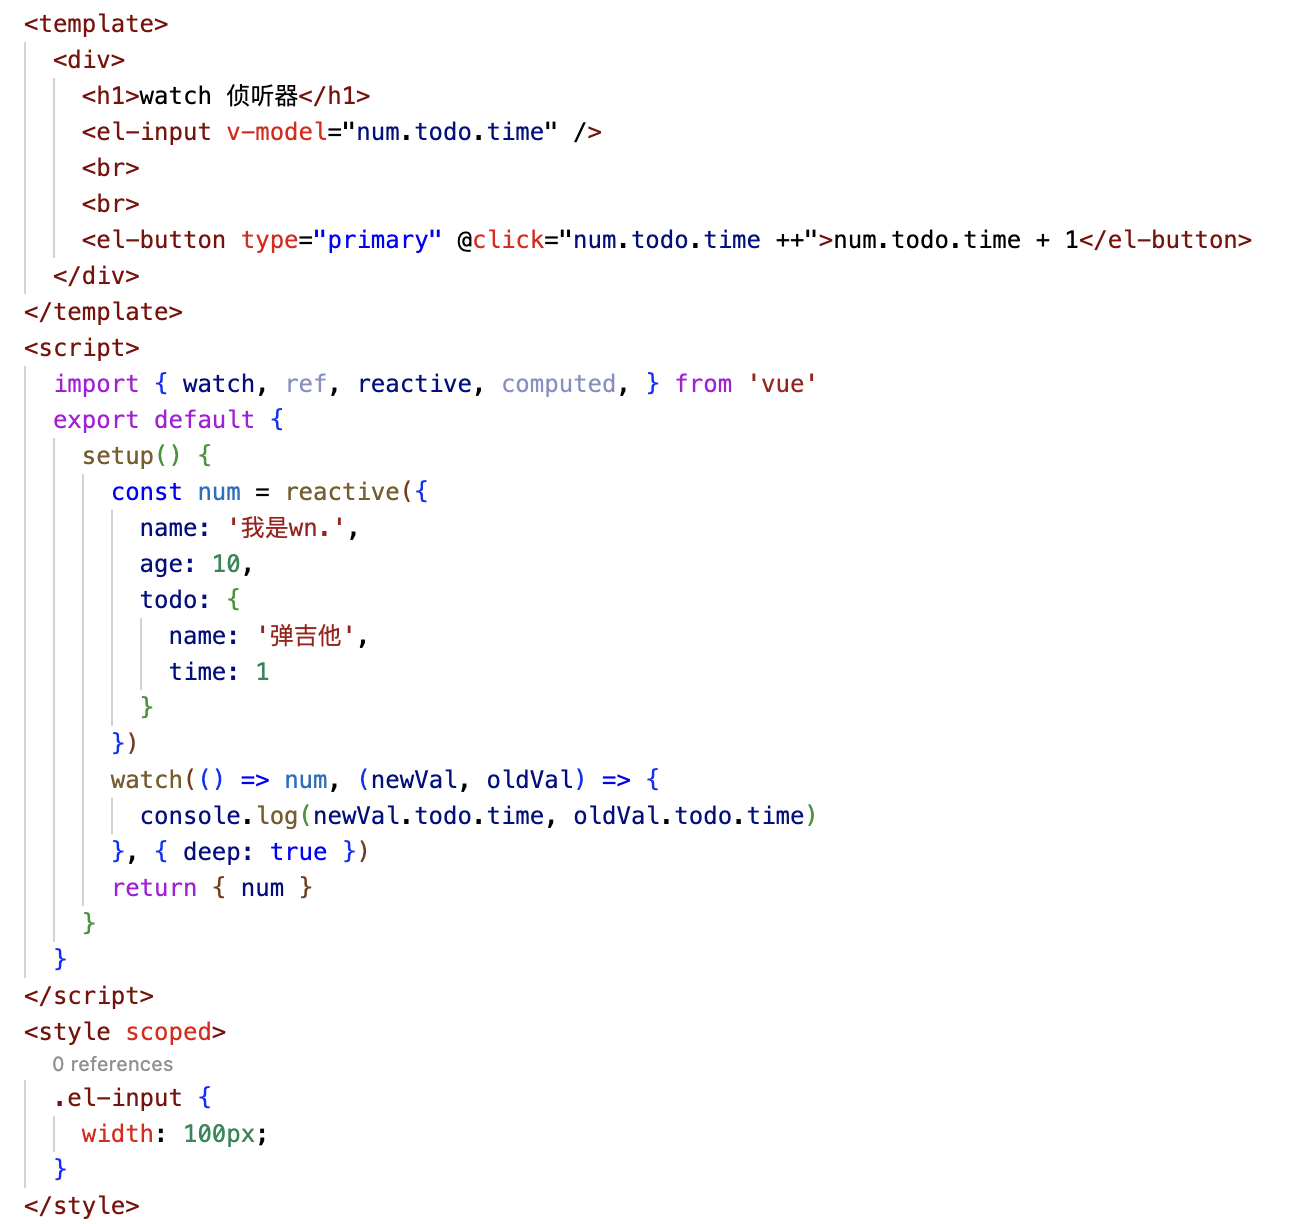 <template>
  <div>
    <h1>watch 侦听器</h1>
    <el-input v-model="num.todo.time" />
    <br>
    <br>
    <el-button type="primary" @click="num.todo.time ++">num.todo.time + 1</el-button>
  </div>
</template>
<script>
  import { watch, ref, reactive, computed, } from 'vue'
  export default {
    setup() {
      const num = reactive({
        name: '我是wn.',
        age: 10,
        todo: {
          name: '弹吉他',
          time: 1
        }
      })
      watch(() => num, (newVal, oldVal) => {
        console.log(newVal.todo.time, oldVal.todo.time)
      }, { deep: true })
      return { num }
    }
  }
</script>
<style scoped>
  0 references
  .el-input {
    width: 100px;
  }
</style>